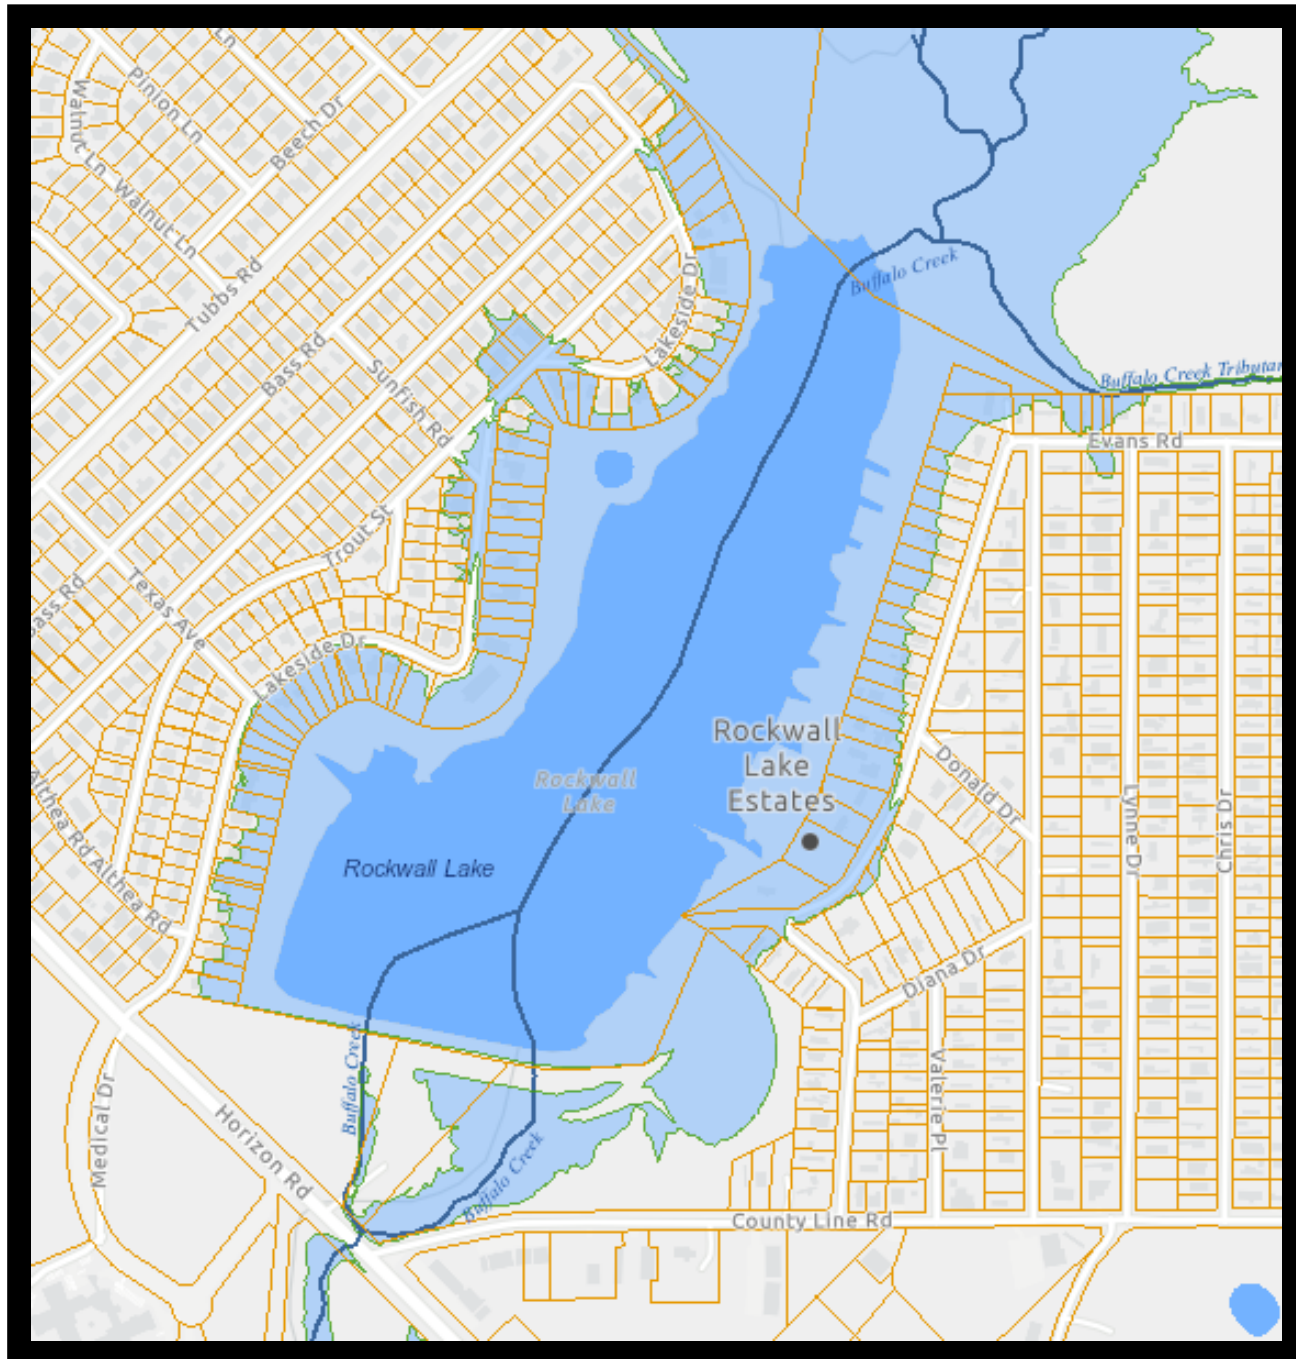 Ln
Pinion Ln
Beech Dr
Walnut Ln
Walnut Ln
Tubbs Rd
Buffalo Creek
Lakeside Dr
Bass Rd
Sunfish Rd
Buffalo Creek Tributar
Evans Rd
Trout St
Texas Ave
Bass Rd
Lakeside Dr
Rockwall
Lake
Estates
Rockwall
Lake
Donald Dr
Lynne Dr
Chris Dr
Althea Rd
Althea Rd
Rockwall Lake
Diana Dr
Buffalo Creek
Valerie Pl
Medical Dr
Horizon Rd
Buffalo Creek
County Line Rd